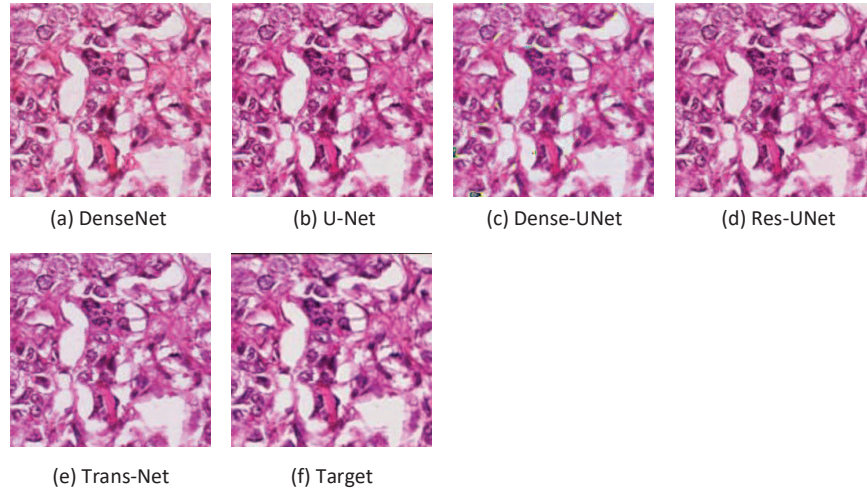 (a) DenseNet
(b) U-Net
(c) Dense-UNet
(d) Res-UNet
(e) Trans-Net
(f) Target